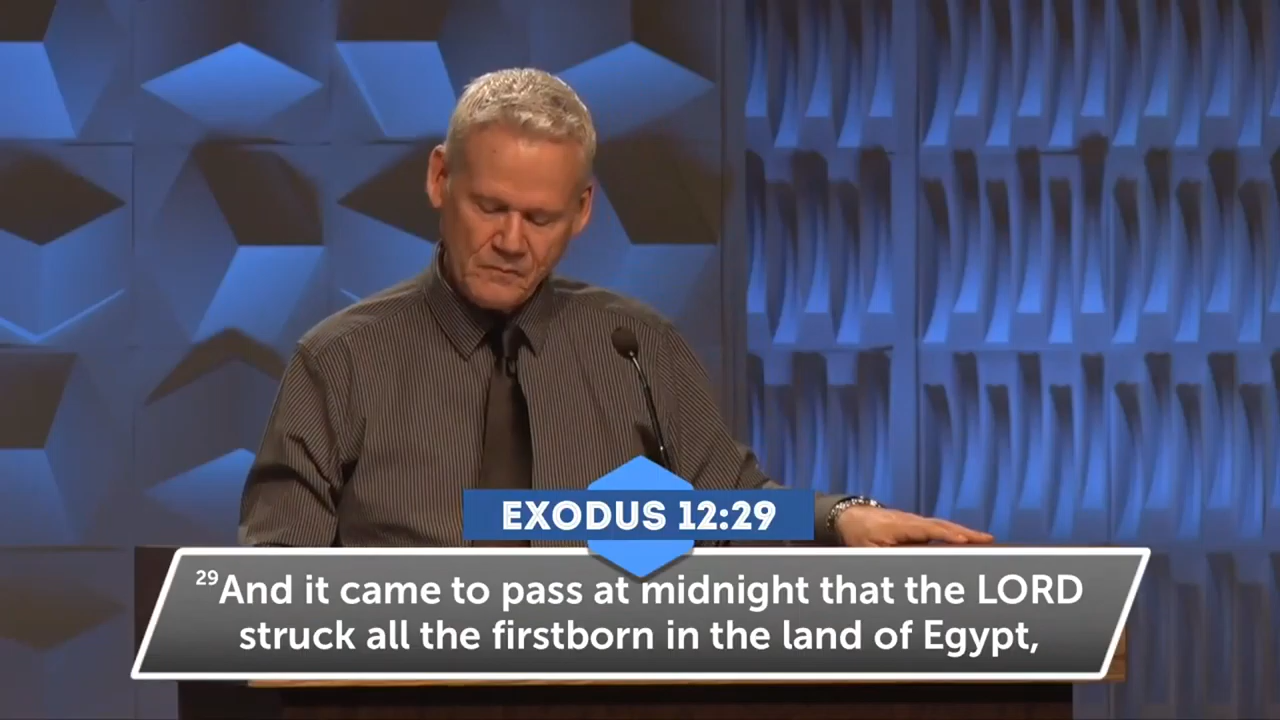 EXODUS 12:29
29And it came to pass at midnight that the LORD
struck all the firstborn in the land of Egypt,